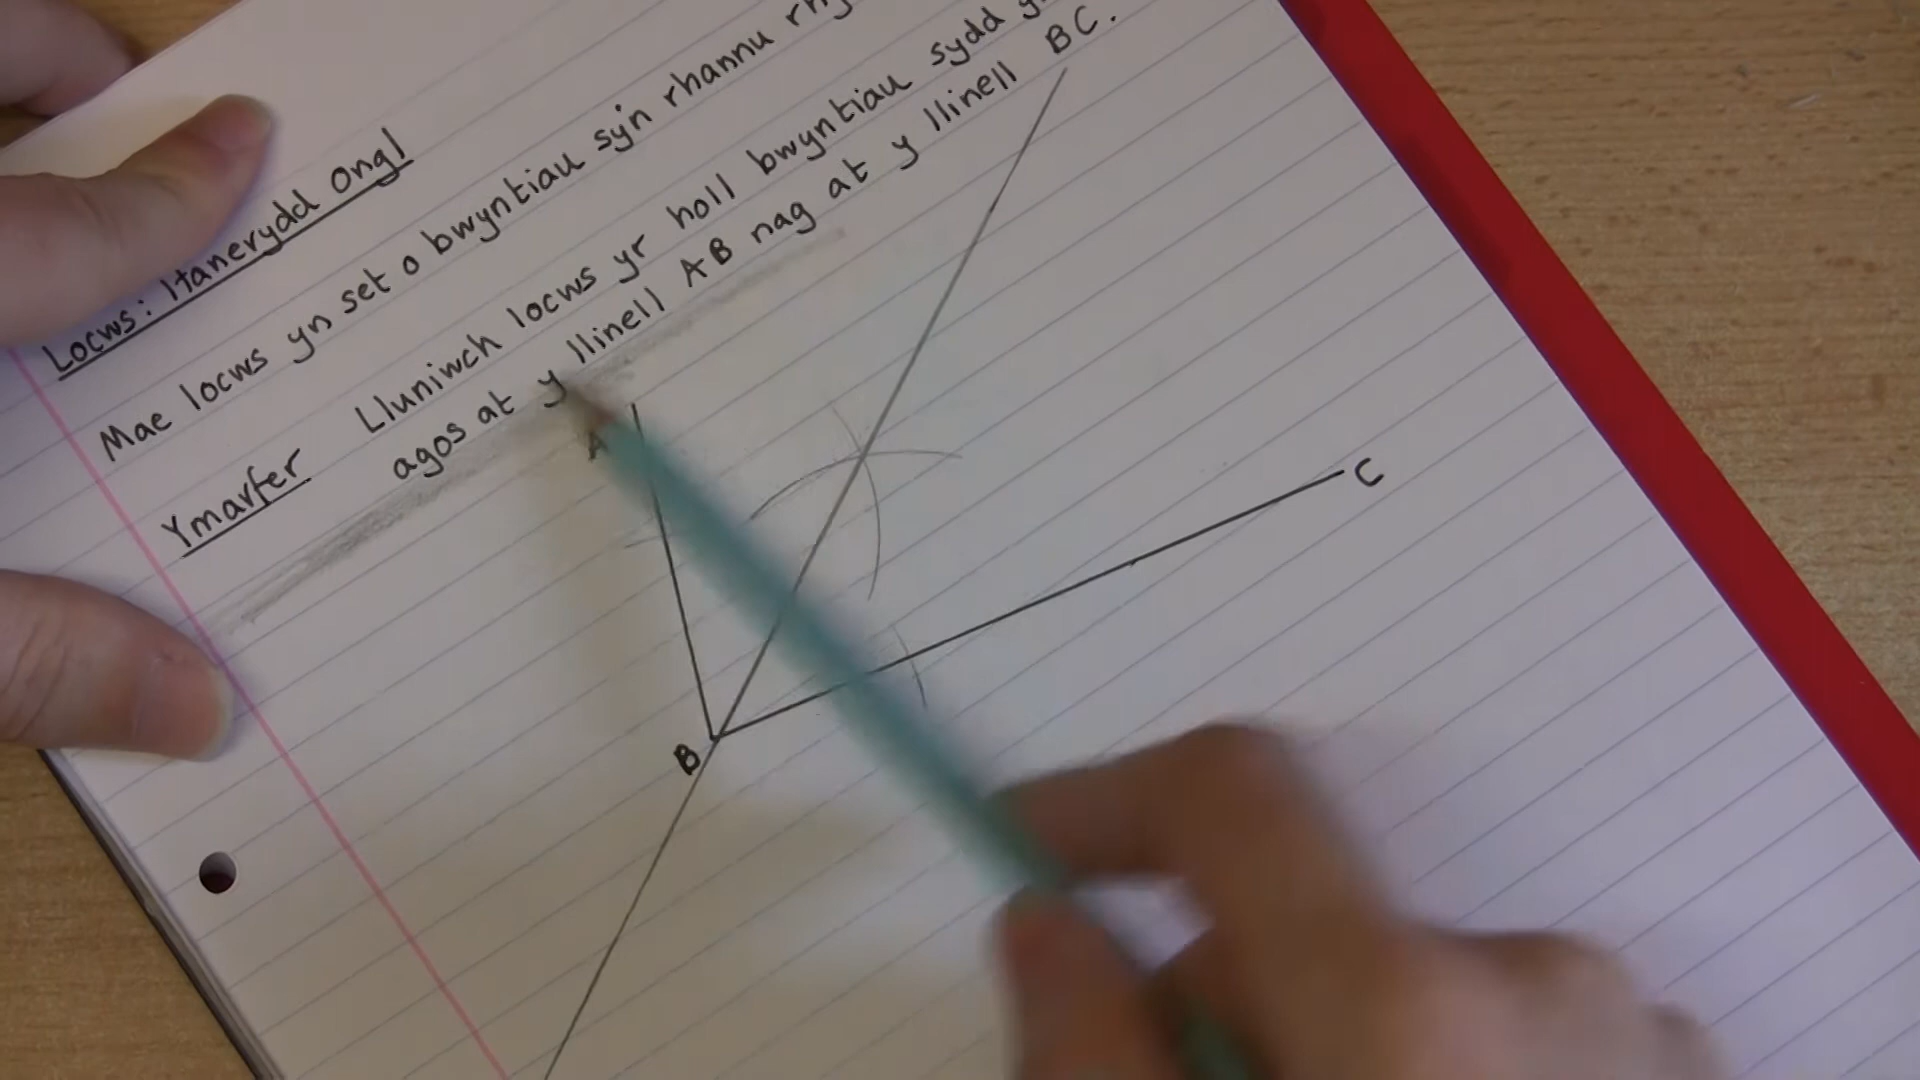 Locws: Hanerydd Ongl
Mae locws yn set o bwyntiau sy'n rhannu
Ymarfer Lluniwch locws yr holl bwyntiau sydd
agos at y llinell AB nag at y llinell BC.
A
C
B